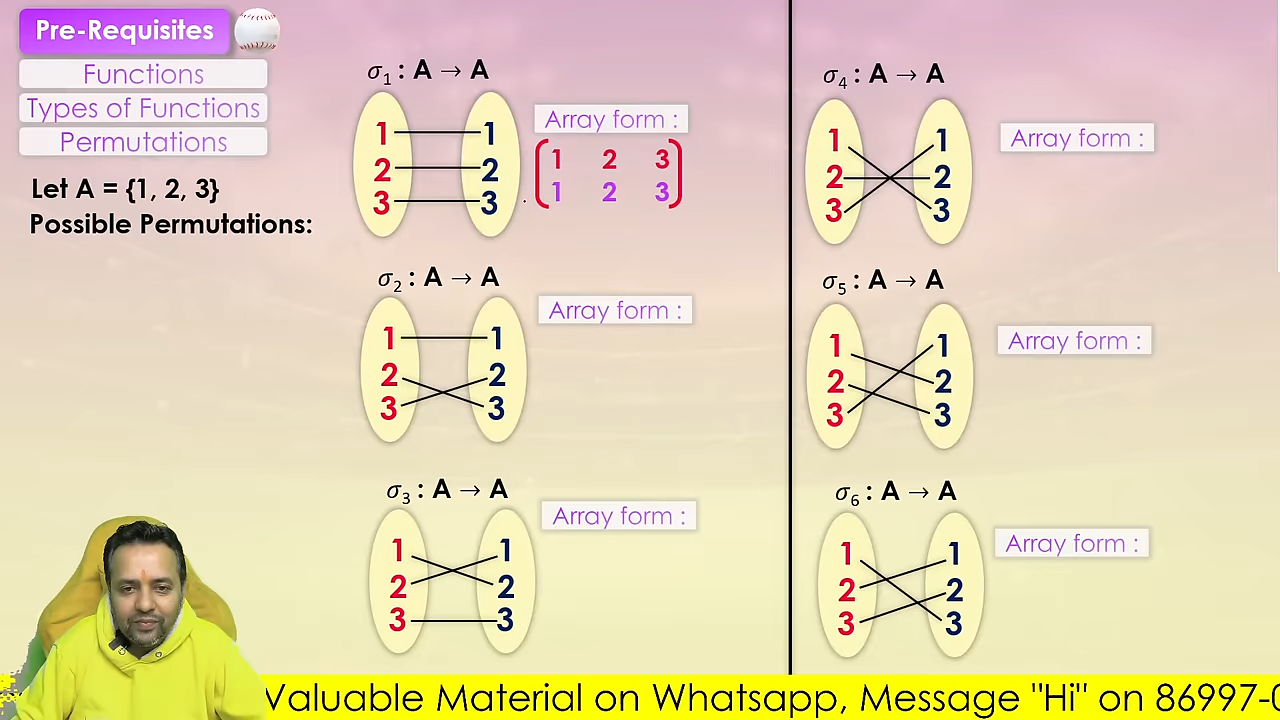 Pre-Requisites
Functions
Types of Functions
Permutations
Let A = {1, 2, 3}
Possible Permutations:
σ₁ : A → A
1 1
2 2
3 3
Array form :
1 2 3
1 2 3
σ₂ : A → A
1 1
2 2
3 3
Array form :
σ₃ : A → A
1 1
2 2
3 3
Array form :
σ₄ : A → A
1 1
2 2
3 3
Array form :
σ₅ : A → A
1 1
2 2
3 3
Array form :
σ₆ : A → A
1 1
2 2
3 3
Array form :
Valuable Material on Whatsapp, Message "Hi" on 86997-0